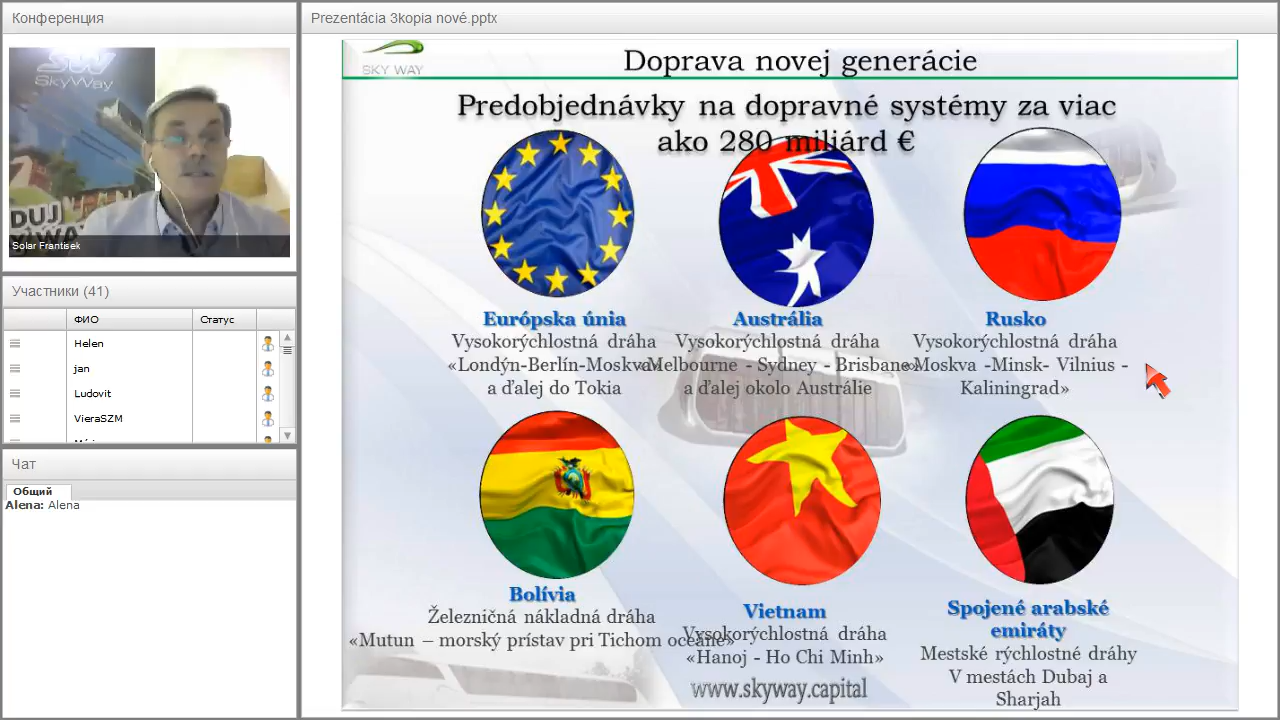 Конференция
SW
SkyWay
DUJ
Solar Frantisek
Участники (41)
ФИО Статус
Helen
jan
Ludovit
VieraSZM
Чат
Общий
Alena: Alena
Prezentácia 3kopia nové.pptx
SKY WAY
Doprava novej generácie
Predobjednávky na dopravné systémy za viac
ako 280 miliárd €
Európska únia
Vysokorýchlostná dráha
«Londýn-Berlín-Moskva»
a ďalej do Tokia
Austrália
Vysokorýchlostná dráha
«Melbourne - Sydney - Brisbane»
a ďalej okolo Austrálie
Rusko
Vysokorýchlostná dráha
«Moskva -Minsk- Vilnius -
Kaliningrad»
Bolívia
Železničná nákladná dráha
«Mutun – morský prístav pri Tichom oceáne»
Vietnam
Vysokorýchlostná dráha
«Hanoj - Ho Chi Minh»
Spojené arabské
emiráty
Mestské rýchlostné dráhy
V mestách Dubaj a
Sharjah
www.skyway.capital